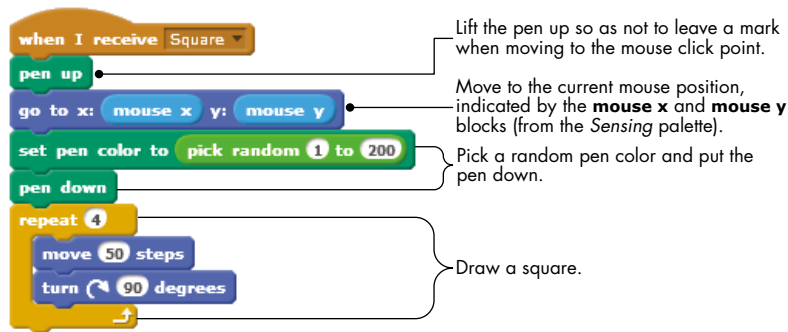 when I receive Square
pen up
go to x: mouse x y: mouse y
set pen color to pick random 1 to 200
pen down
repeat 4
move 50 steps
turn 90 degrees
Lift the pen up so as not to leave a mark
when moving to the mouse click point.
Move to the current mouse position,
indicated by the mouse x and mouse y
blocks (from the Sensing palette).
Pick a random pen color and put the
pen down.
Draw a square.